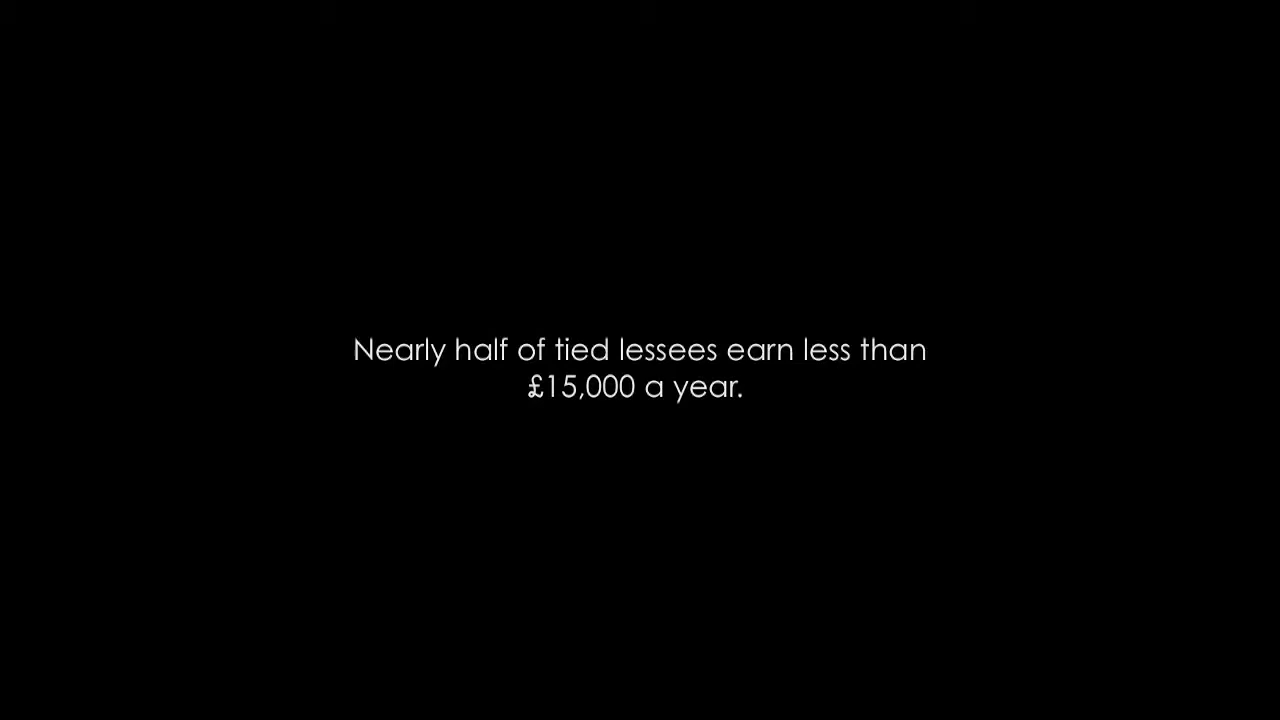 Nearly half of tied lessees earn less than
£15,000 a year.